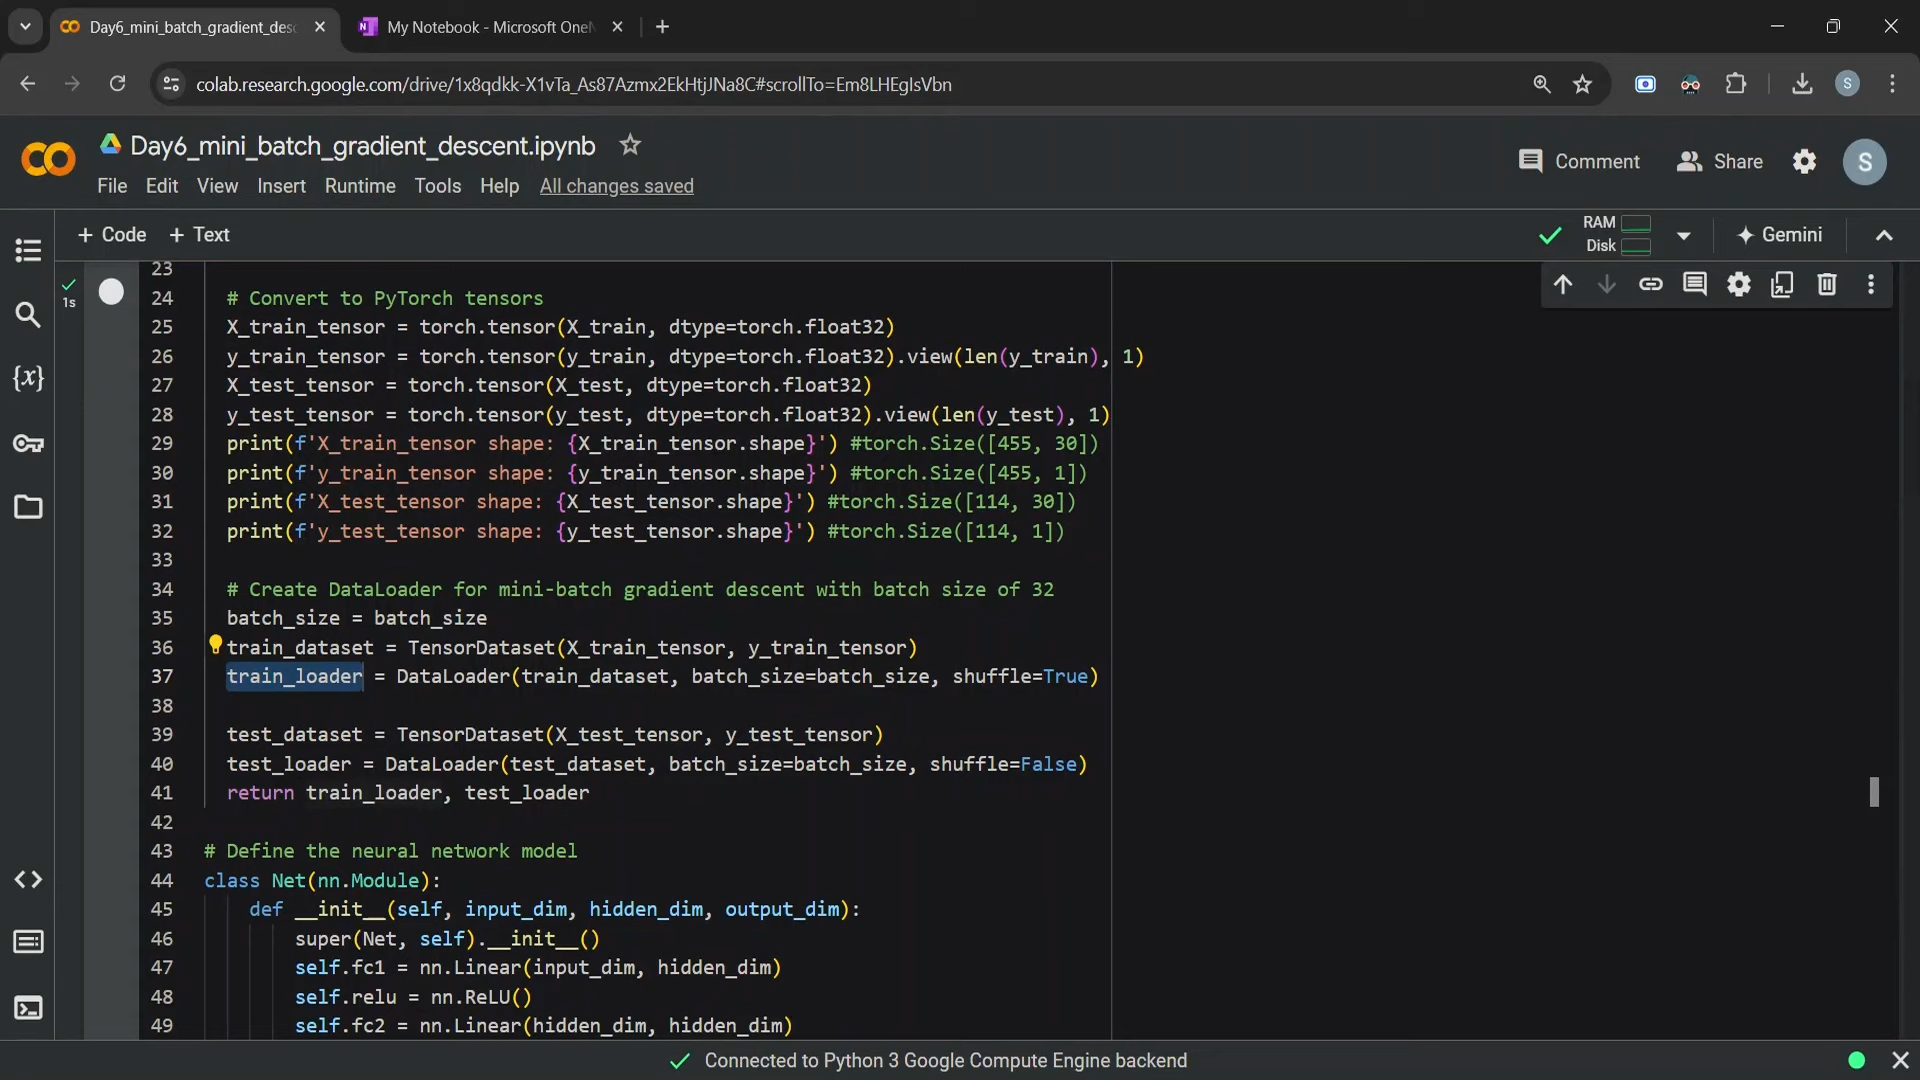 Day6_mini_batch_gradient_desc
My Notebook - Microsoft OneN
colab.research.google.com/drive/1x8qdkk-X1vTa_As87Azmx2EkHtjJNa8C#scrollTo=Em8LHEgIsVbn
S
Day6_mini_batch_gradient_descent.ipynb
File Edit View Insert Runtime Tools Help All changes saved
Comment Share S
+ Code + Text
RAM
Disk
Gemini
1s
23
24 # Convert to PyTorch tensors
25 X_train_tensor = torch.tensor(X_train, dtype=torch.float32)
26 y_train_tensor = torch.tensor(y_train, dtype=torch.float32).view(len(y_train), 1)
27 X_test_tensor = torch.tensor(X_test, dtype=torch.float32)
28 y_test_tensor = torch.tensor(y_test, dtype=torch.float32).view(len(y_test), 1)
29 print(f'X_train_tensor shape: {X_train_tensor.shape}') #torch.Size([455, 30])
30 print(f'y_train_tensor shape: {y_train_tensor.shape}') #torch.Size([455, 1])
31 print(f'X_test_tensor shape: {X_test_tensor.shape}') #torch.Size([114, 30])
32 print(f'y_test_tensor shape: {y_test_tensor.shape}') #torch.Size([114, 1])
33
34 # Create DataLoader for mini-batch gradient descent with batch size of 32
35 batch_size = batch_size
36 train_dataset = TensorDataset(X_train_tensor, y_train_tensor)
37 train_loader = DataLoader(train_dataset, batch_size=batch_size, shuffle=True)
38
39 test_dataset = TensorDataset(X_test_tensor, y_test_tensor)
40 test_loader = DataLoader(test_dataset, batch_size=batch_size, shuffle=False)
41 return train_loader, test_loader
42
43 # Define the neural network model
44 class Net(nn.Module):
45 def __init__(self, input_dim, hidden_dim, output_dim):
46 super(Net, self).__init__()
47 self.fc1 = nn.Linear(input_dim, hidden_dim)
48 self.relu = nn.ReLU()
49 self.fc2 = nn.Linear(hidden_dim, hidden_dim)
{x}
Connected to Python 3 Google Compute Engine backend